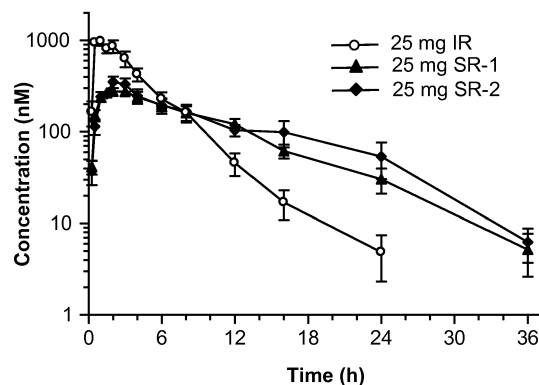 1000
100
10
1
Concentration (nM)
25 mg IR
25 mg SR-1
25 mg SR-2
0 6 12 18 24 30 36
Time (h)